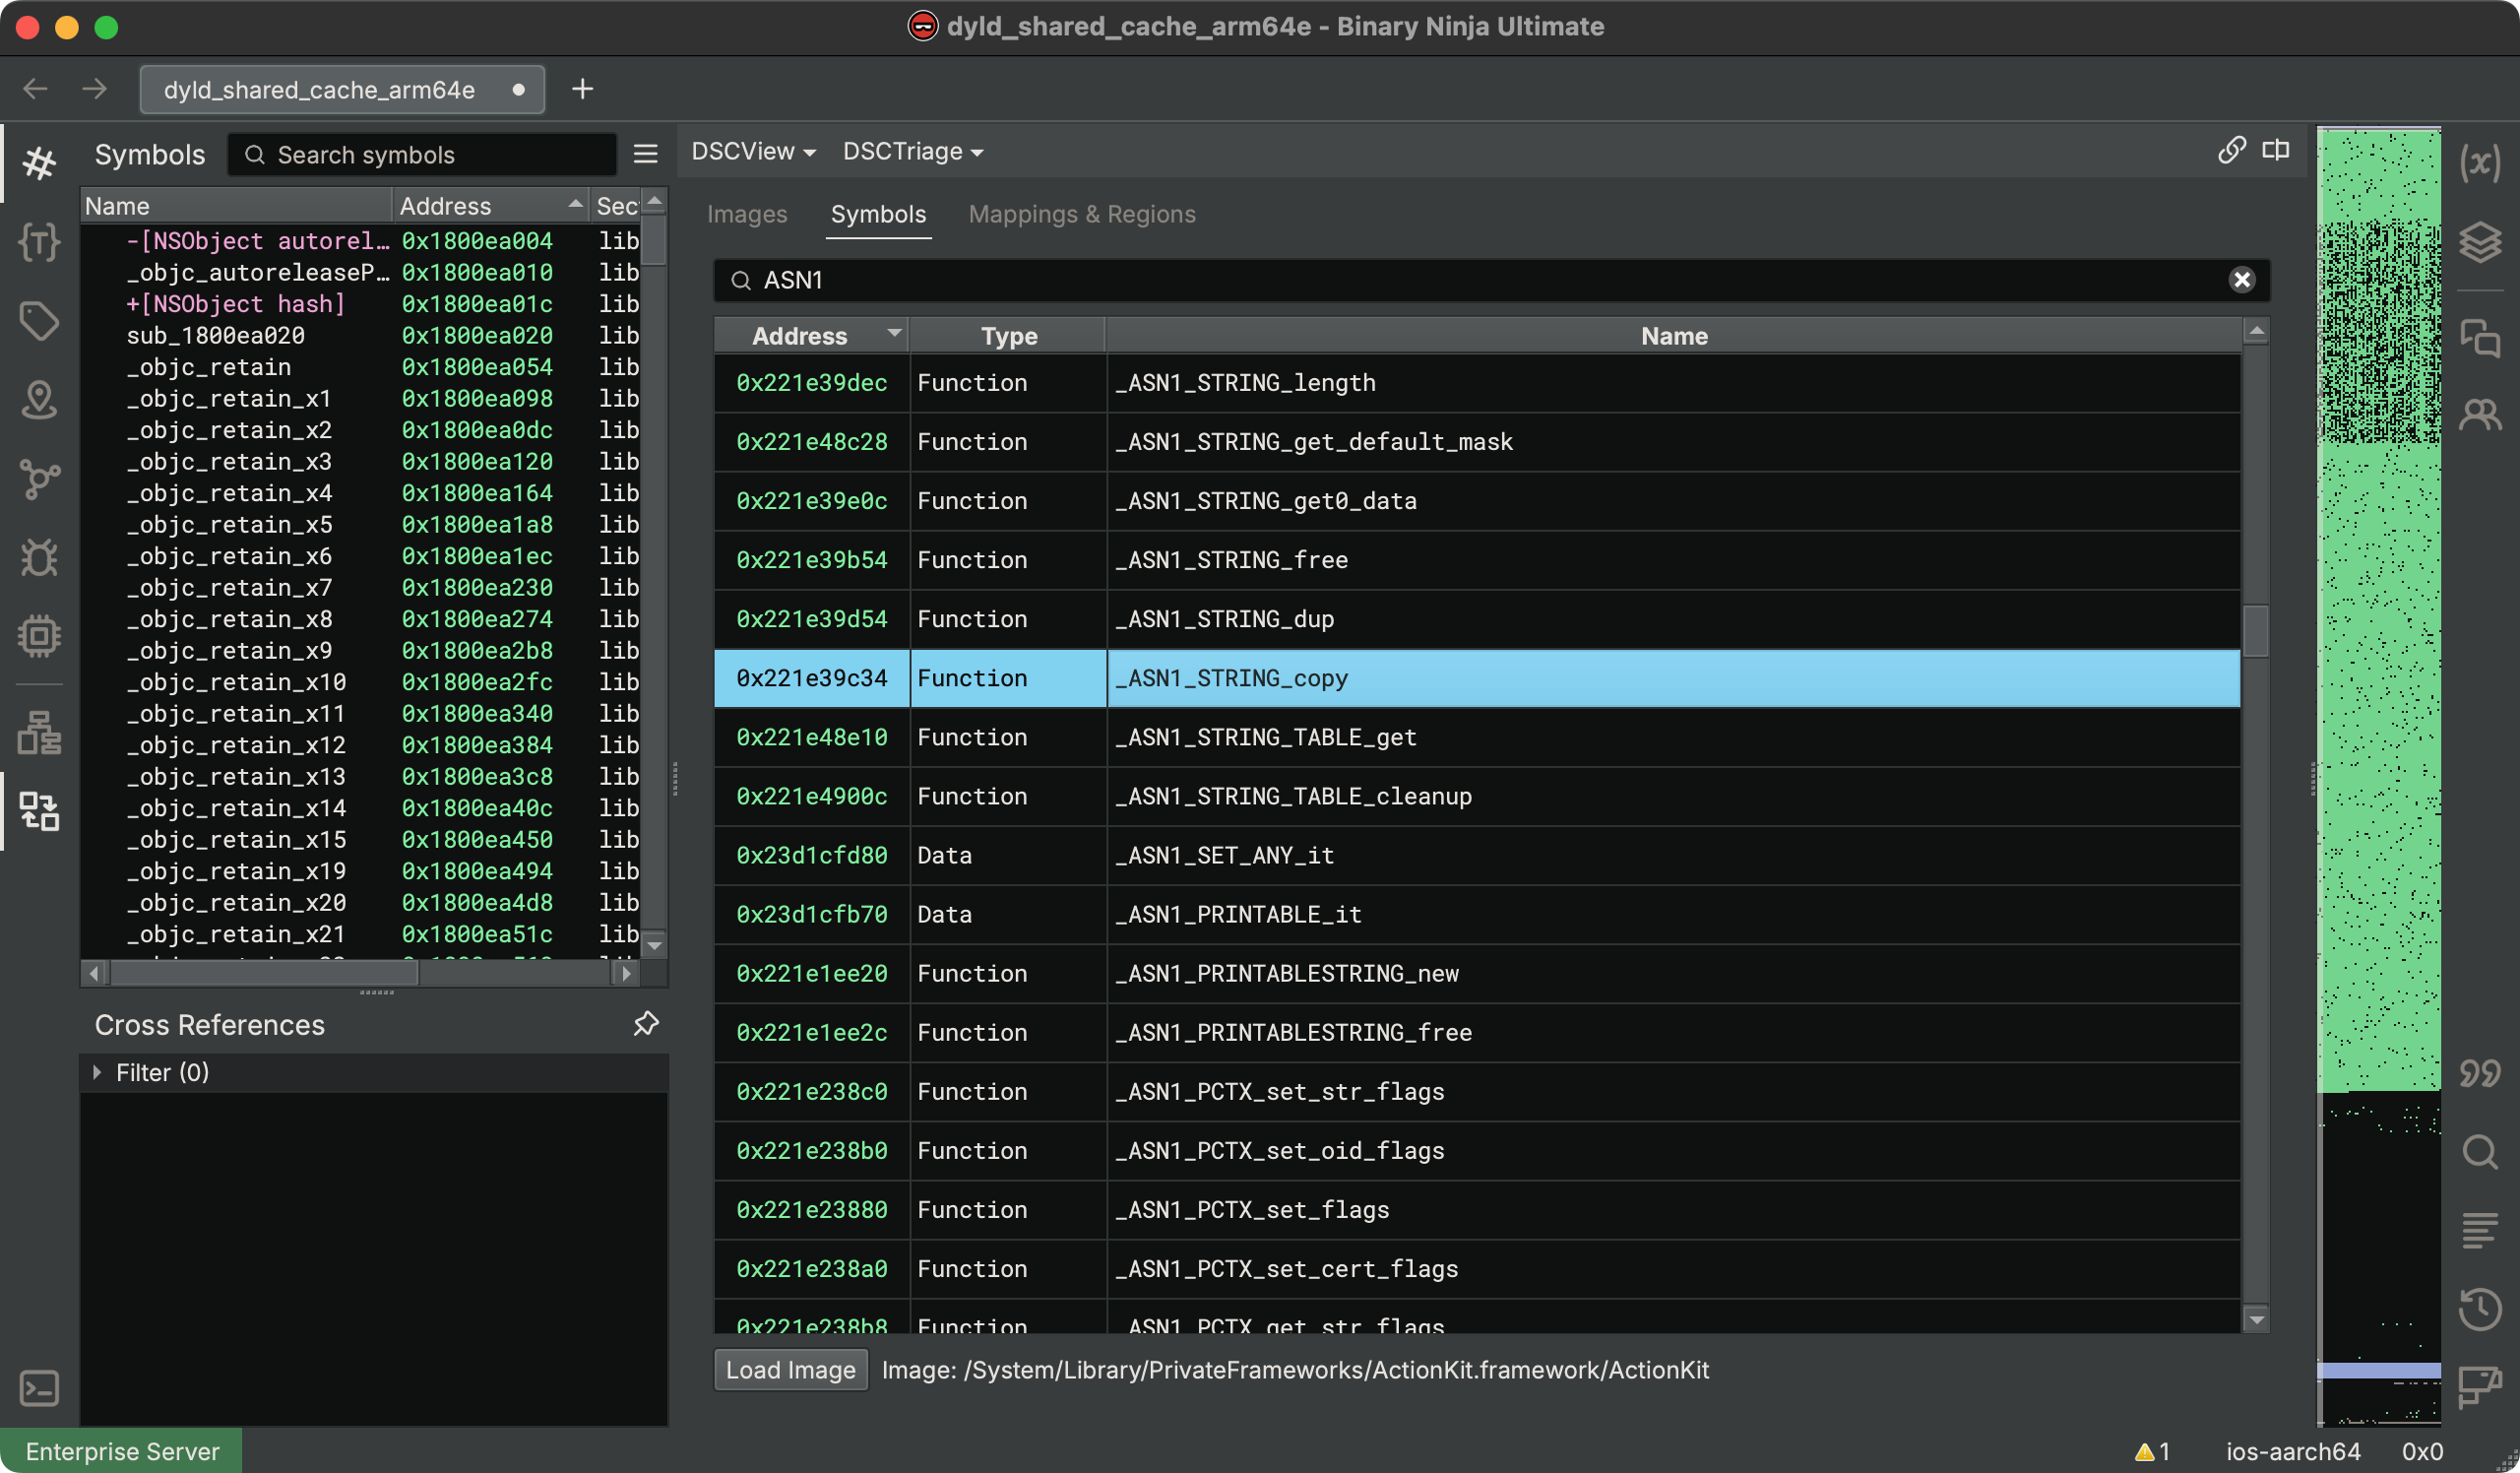 dyld_shared_cache_arm64e - Binary Ninja Ultimate
dyld_shared_cache_arm64e
Symbols
Search symbols
Name Address Sec
-[NSObject autorel… 0x1800ea004 lib
_objc_autoreleaseP… 0x1800ea010 lib
+[NSObject hash] 0x1800ea01c lib
sub_1800ea020 0x1800ea020 lib
_objc_retain 0x1800ea054 lib
_objc_retain_x1 0x1800ea098 lib
_objc_retain_x2 0x1800ea0dc lib
_objc_retain_x3 0x1800ea120 lib
_objc_retain_x4 0x1800ea164 lib
_objc_retain_x5 0x1800ea1a8 lib
_objc_retain_x6 0x1800ea1ec lib
_objc_retain_x7 0x1800ea230 lib
_objc_retain_x8 0x1800ea274 lib
_objc_retain_x9 0x1800ea2b8 lib
_objc_retain_x10 0x1800ea2fc lib
_objc_retain_x11 0x1800ea340 lib
_objc_retain_x12 0x1800ea384 lib
_objc_retain_x13 0x1800ea3c8 lib
_objc_retain_x14 0x1800ea40c lib
_objc_retain_x15 0x1800ea450 lib
_objc_retain_x19 0x1800ea494 lib
_objc_retain_x20 0x1800ea4d8 lib
_objc_retain_x21 0x1800ea51c lib
Cross References
Filter (0)
DSCView DSCTriage
Images Symbols Mappings & Regions
ASN1
Address Type Name
0x221e39dec Function _ASN1_STRING_length
0x221e48c28 Function _ASN1_STRING_get_default_mask
0x221e39e0c Function _ASN1_STRING_get0_data
0x221e39b54 Function _ASN1_STRING_free
0x221e39d54 Function _ASN1_STRING_dup
0x221e39c34 Function _ASN1_STRING_copy
0x221e48e10 Function _ASN1_STRING_TABLE_get
0x221e4900c Function _ASN1_STRING_TABLE_cleanup
0x23d1cfd80 Data _ASN1_SET_ANY_it
0x23d1cfb70 Data _ASN1_PRINTABLE_it
0x221e1ee20 Function _ASN1_PRINTABLESTRING_new
0x221e1ee2c Function _ASN1_PRINTABLESTRING_free
0x221e238c0 Function _ASN1_PCTX_set_str_flags
0x221e238b0 Function _ASN1_PCTX_set_oid_flags
0x221e23880 Function _ASN1_PCTX_set_flags
0x221e238a0 Function _ASN1_PCTX_set_cert_flags
0x221e238b8 Function _ASN1_PCTX_get_str_flags
Load Image Image: /System/Library/PrivateFrameworks/ActionKit.framework/ActionKit
Enterprise Server
1 ios-aarch64 0x0